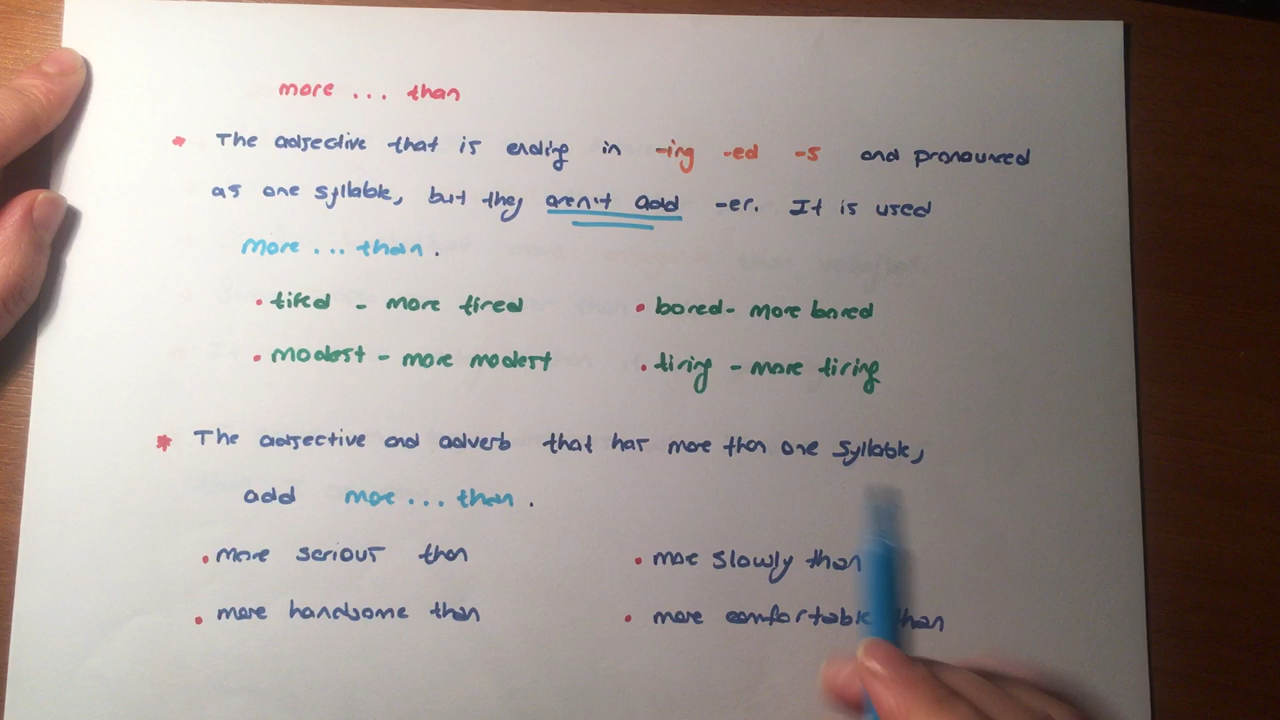 more ... than
* The adjective that is ending in -ing -ed -s and pronounced
as one syllable, but they aren't add -er. It is used
more ... than.
• tired - more tired • bored - more bored
• modest - more modest • tiring - more tiring
* The adjective and adverb that has more than one syllable,
add more ... than.
• more serious than • more slowly than
• more handsome than • more comfortable than